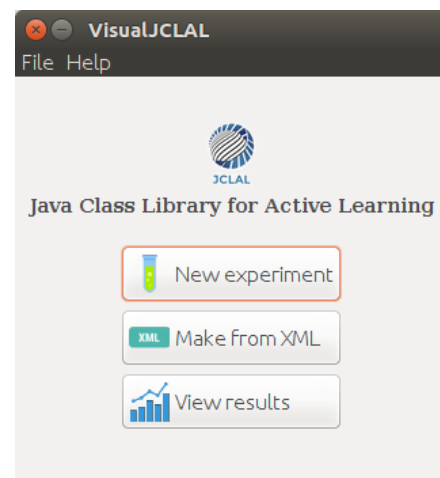 VisualJCLAL
File Help
JCLAL
Java Class Library for Active Learning
New experiment
XML Make from XML
View results